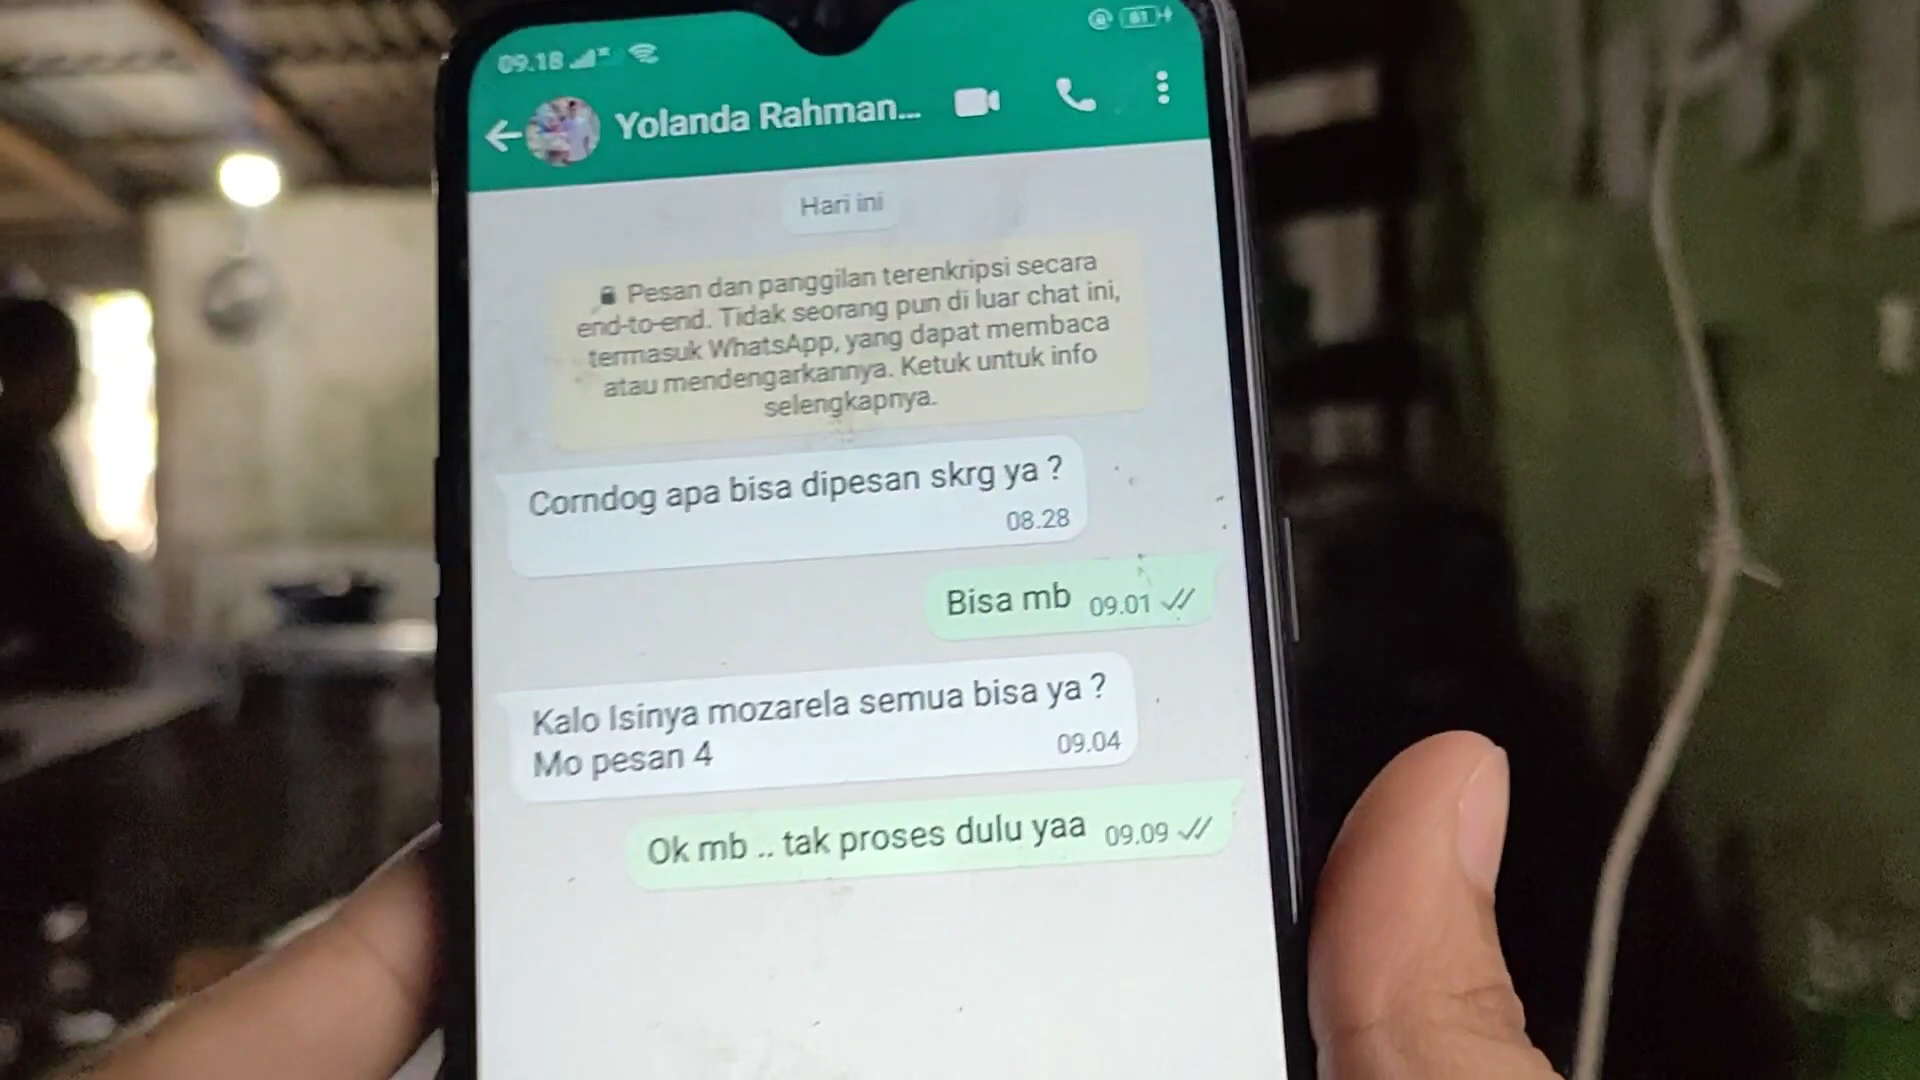 09.18
81
Yolanda Rahman...
Hari ini
Pesan dan panggilan terenkripsi secara
end-to-end. Tidak seorang pun di luar chat ini,
termasuk WhatsApp, yang dapat membaca
atau mendengarkannya. Ketuk untuk info
selengkapnya.
Corndog apa bisa dipesan skrg ya ?
08.28
Bisa mb 09.01
Kalo Isinya mozarela semua bisa ya ?
Mo pesan 4 09.04
Ok mb .. tak proses dulu yaa 09.09